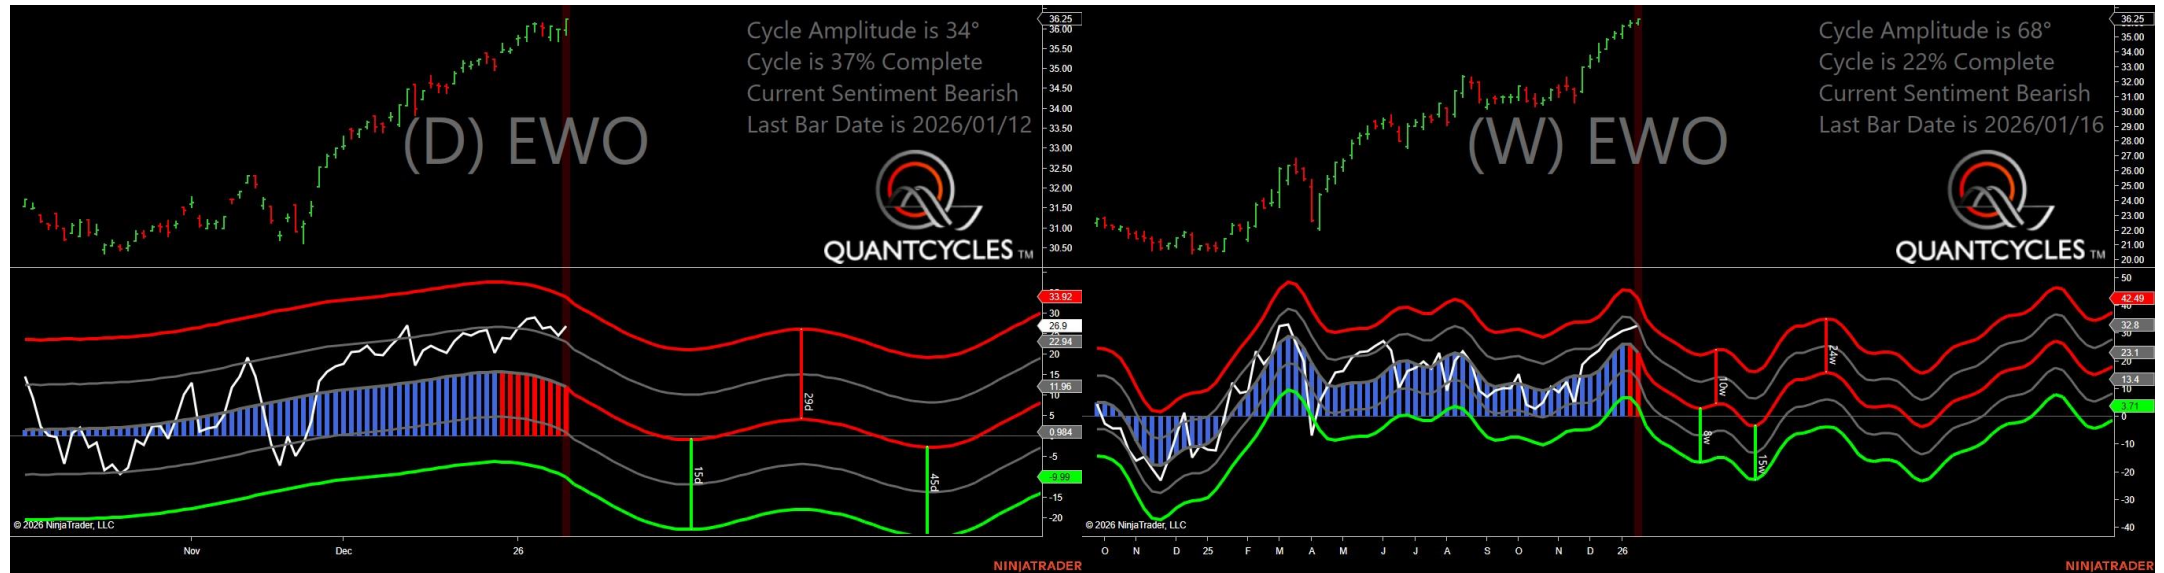 Cycle Amplitude is 34°
Cycle is 37% Complete
Current Sentiment Bearish
Last Bar Date is 2026/01/12
(D) EWO
QUANTCYCLES TM
36.25
36.00
35.50
35.00
34.50
34.00
33.50
33.00
32.50
32.00
31.50
31.00
30.50
33.92
30
26.9
22.94
20
15
11.96
10
5
0.984
-5
-9.99
-15
-20
29d
15d
45d
© 2026 NinjaTrader, LLC
Nov
Dec
26
NINJATRADER
Cycle Amplitude is 68°
Cycle is 22% Complete
Current Sentiment Bearish
Last Bar Date is 2026/01/16
(W) EWO
QUANTCYCLES TM
36.25
35.00
34.00
33.00
32.00
31.00
30.00
29.00
28.00
27.00
26.00
25.00
24.00
23.00
22.00
21.00
20.00
50
42.49
32.8
23.1
13.4
10
3.71
0
-10
-20
-30
-40
10w
24w
8w
15w
© 2026 NinjaTrader, LLC
O N D 25 F M A M J J A S O N D 26
NINJATRADER